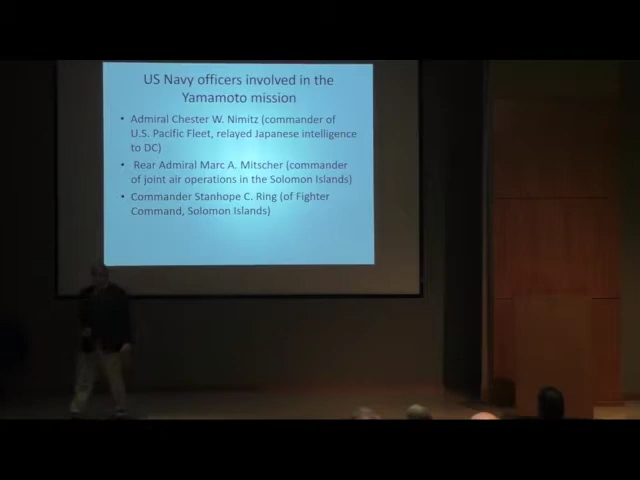 US Navy officers involved in the
Yamamoto mission
• Admiral Chester W. Nimitz (commander of
U.S. Pacific Fleet, relayed Japanese intelligence
to DC)
• Rear Admiral Marc A. Mitscher (commander
of joint air operations in the Solomon Islands)
• Commander Stanhope C. Ring (of Fighter
Command, Solomon Islands)